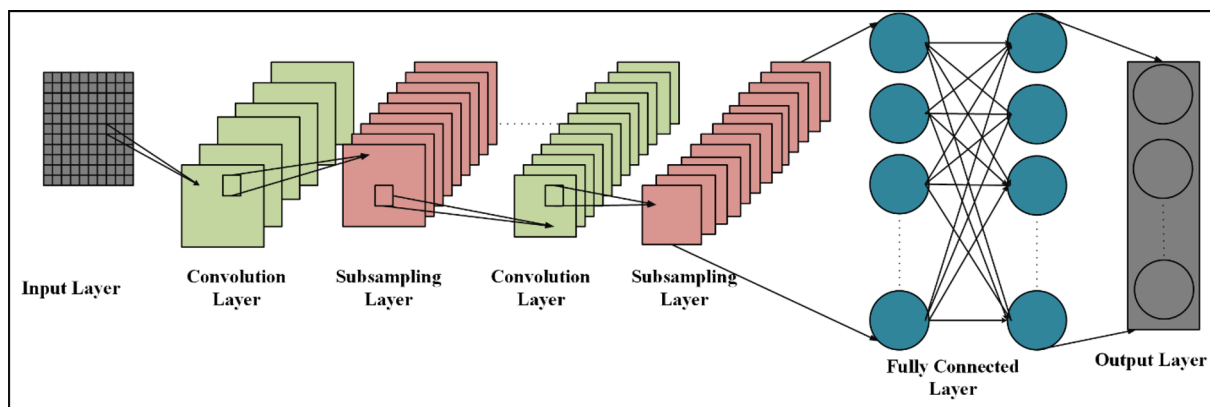 Input Layer
Convolution
Layer
Subsampling
Layer
Convolution
Layer
Subsampling
Layer
Fully Connected
Layer
Output Layer